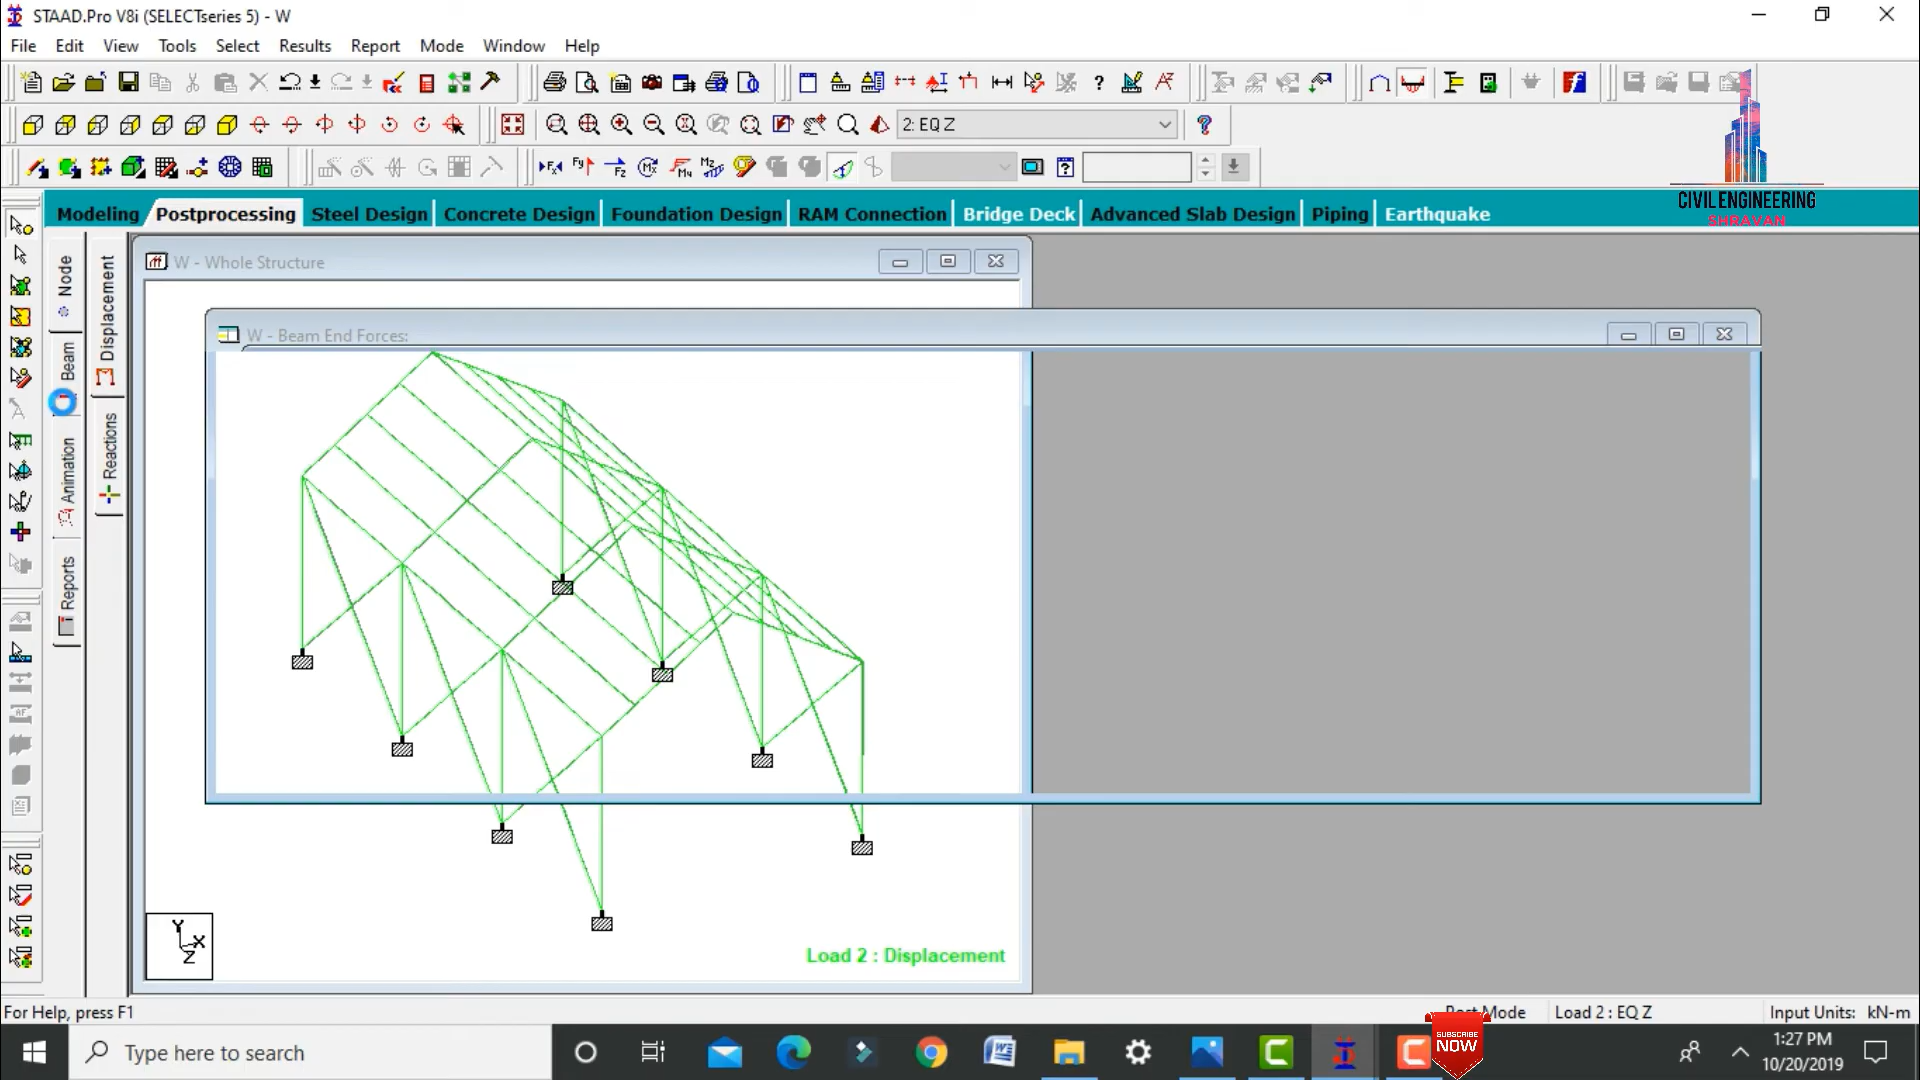 STAAD.Pro V8i (SELECTseries 5) - W
File Edit View Tools Select Results Report Mode Window Help
2: EQ Z
Modeling Postprocessing Steel Design Concrete Design Foundation Design RAM Connection Bridge Deck Advanced Slab Design Piping Earthquake
CIVIL ENGINEERING
SHRAVAN
Node
Beam
Animation
Reports
Displacement
Reactions
W - Whole Structure
W - Beam End Forces:
Y
X
Z
Load 2 : Displacement
For Help, press F1
Post Mode
Load 2 : EQ Z
Input Units: kN-m
SUBSCRIBE
NOW
Type here to search
1:27 PM
10/20/2019